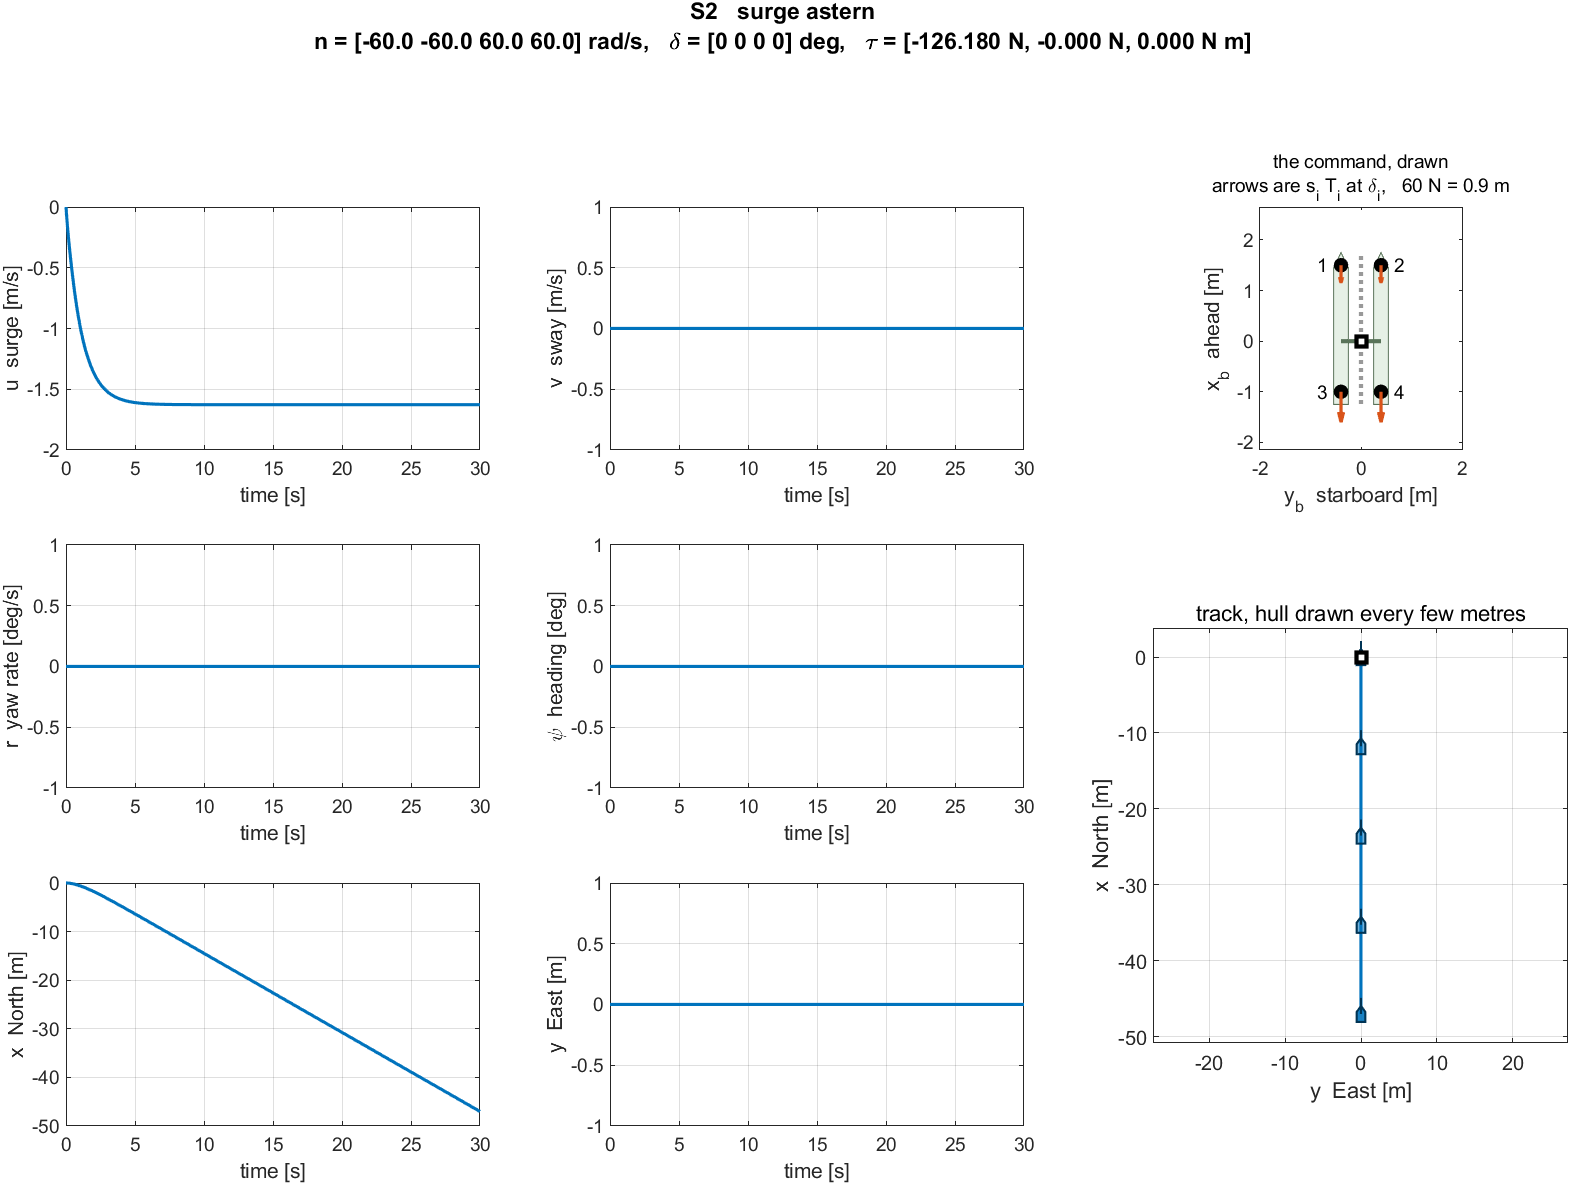 S2 surge astern
n = [-60.0 -60.0 60.0 60.0] rad/s, δ = [0 0 0 0] deg, τ = [-126.180 N, -0.000 N, 0.000 N m]
0
-0.5
-1
-1.5
-2
u surge [m/s]
0 5 10 15 20 25 30
time [s]
1
0.5
0
-0.5
-1
v sway [m/s]
0 5 10 15 20 25 30
time [s]
the command, drawn
arrows are s_i T_i at δ_i, 60 N = 0.9 m
2
1
0
-1
-2
x_b ahead [m]
1 2
3 4
-2 0 2
y_b starboard [m]
1
0.5
0
-0.5
-1
r yaw rate [deg/s]
0 5 10 15 20 25 30
time [s]
1
0.5
0
-0.5
-1
ψ heading [deg]
0 5 10 15 20 25 30
time [s]
track, hull drawn every few metres
0
-10
-20
-30
-40
-50
x North [m]
-20 -10 0 10 20
y East [m]
0
-10
-20
-30
-40
-50
x North [m]
0 5 10 15 20 25 30
time [s]
1
0.5
0
-0.5
-1
y East [m]
0 5 10 15 20 25 30
time [s]